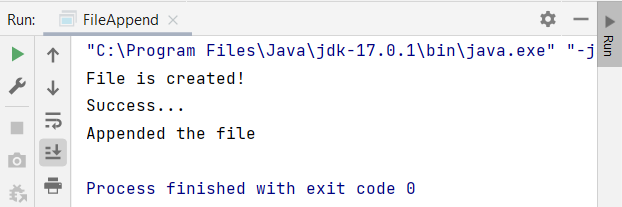 Run: FileAppend
Run
"C:\Program Files\Java\jdk-17.0.1\bin\java.exe" "-j
File is created!
Success...
Appended the file
Process finished with exit code 0